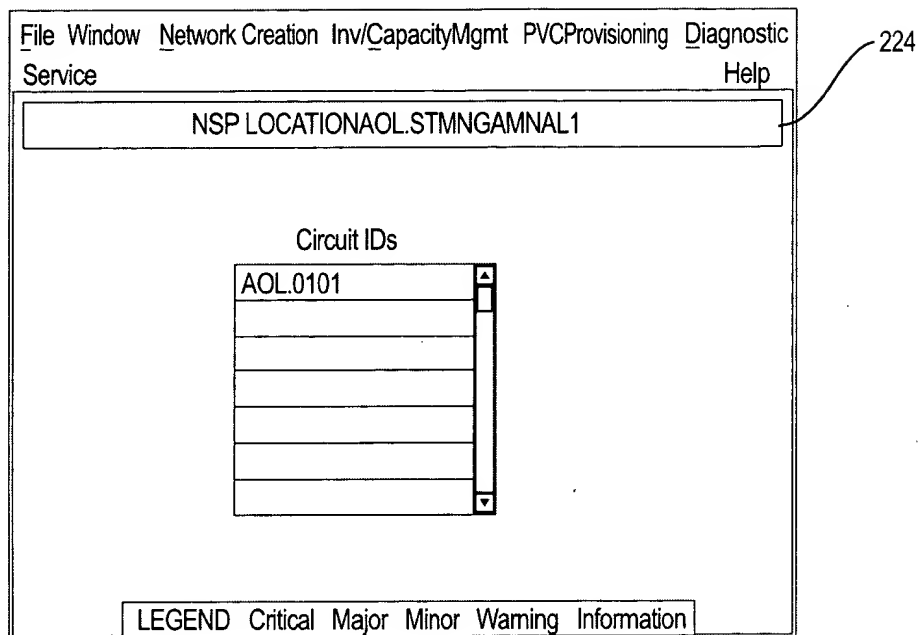 File Window Network Creation Inv/CapacityMgmt PVCProvisioning Diagnostic
Service Help
224
NSP LOCATIONAOL.STMNGAMNAL1
Circuit IDs
AOL.0101
LEGEND Critical Major Minor Warning Information